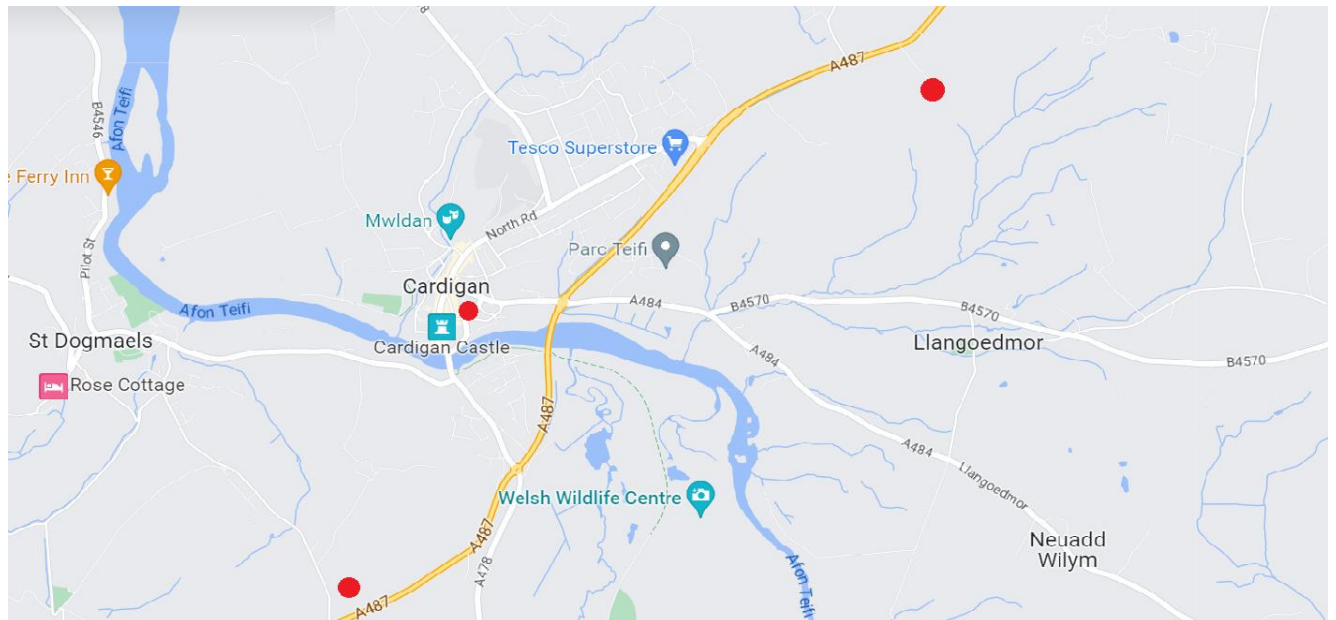 A487
B4546
Afon Teifi
Tesco Superstore
e Ferry Inn
Mwldan
North Rd
Pilot St
Parc Teifi
Cardigan
A484
B4570
B4570
Afon Teifi
St Dogmaels
Cardigan Castle
Llangoedmor
A484
B4570
Rose Cottage
A487
A484
Llangoedmor
Welsh Wildlife Centre
A487
Neuadd
Wilym
A478
Afon Teifi
A487